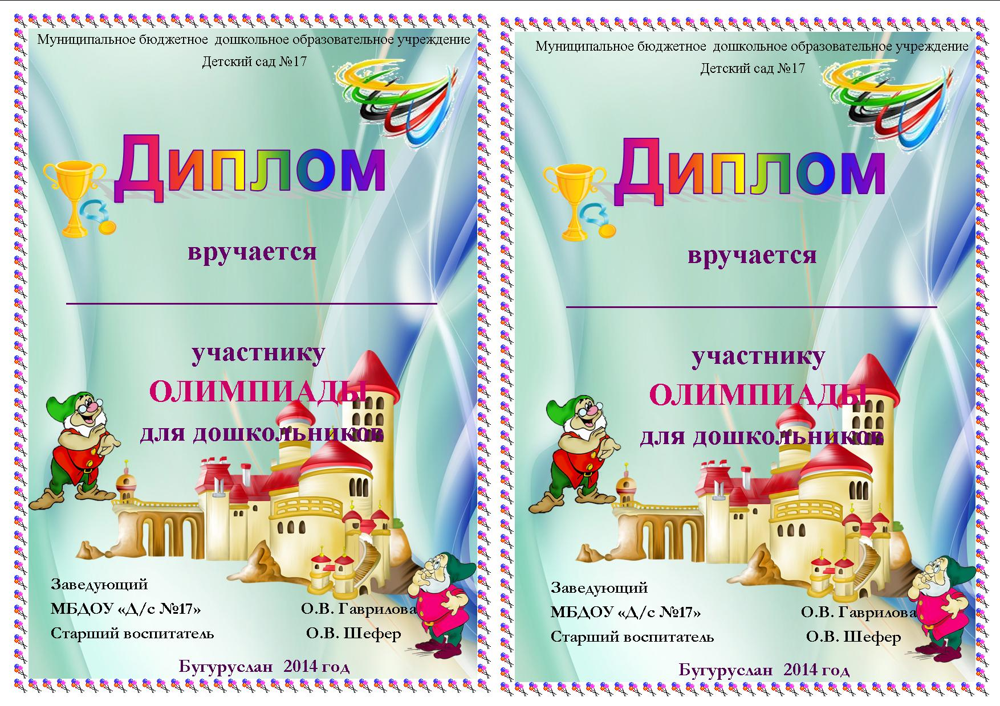 Муниципальное бюджетное  дошкольное образовательное учреждение
Детский сад №17
Диплом
вручается
участнику
ОЛИМПИАДЫ
для дошкольников
Заведующий
МБДОУ «Д/с №17» О.В. Гаврилова
Старший воспитатель О.В. Шефер
Бугуруслан  2014 год
Муниципальное бюджетное  дошкольное образовательное учреждение
Детский сад №17
Диплом
вручается
участнику
ОЛИМПИАДЫ
для дошкольников
Заведующий
МБДОУ «Д/с №17» О.В. Гаврилова
Старший воспитатель О.В. Шефер
Бугуруслан  2014 год